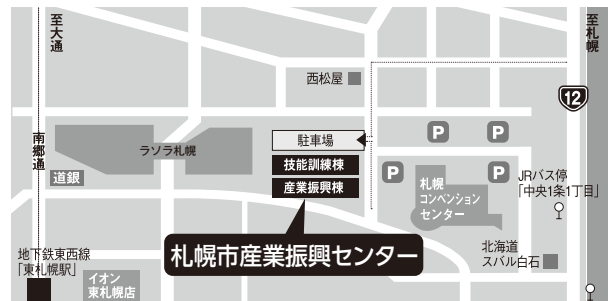 至大通
至札幌
西松屋
12
南郷通
ラソラ札幌
駐車場
P
P
道銀
技能訓練棟
産業振興棟
P
P
札幌
コンベンション
センター
JRバス停
「中央1条1丁目」
札幌市産業振興センター
地下鉄東西線
「東札幌駅」
イオン
東札幌店
北海道
スバル白石